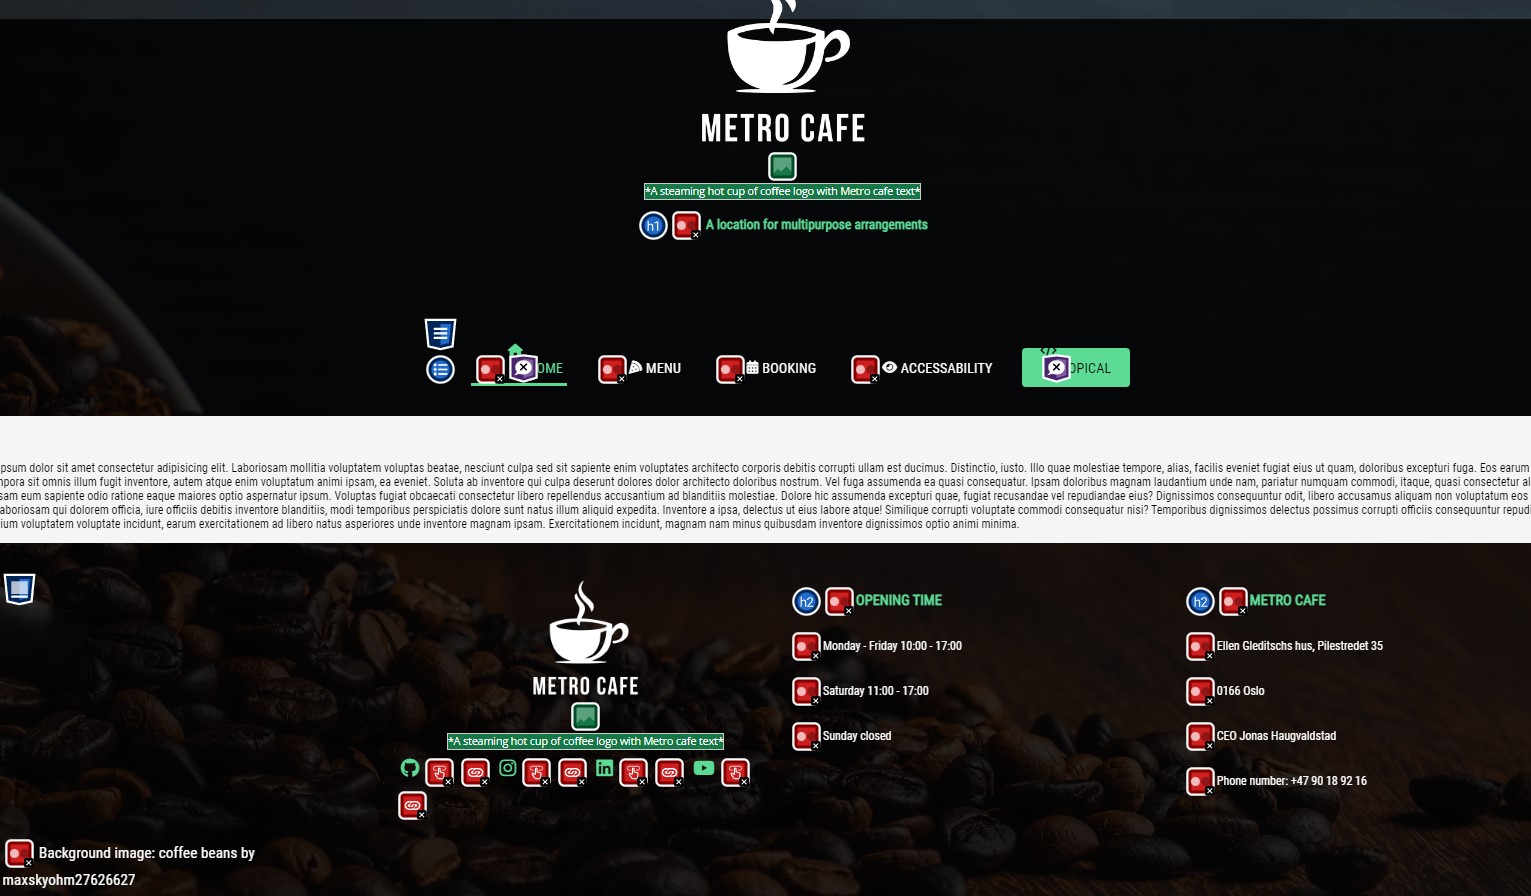 METRO CAFE
*A steaming hot cup of coffee logo with Metro cafe text*
h1 A location for multipurpose arrangements
OME MENU BOOKING ACCESSABILITY OPICAL
psum dolor sit amet consectetur adipisicing elit. Laboriosam mollitia voluptatem voluptas beatae, nesciunt culpa sed sit sapiente enim voluptates architecto corporis debitis corrupti ullam est ducimus. Distinctio, iusto. Illo quae molestiae tempore, alias, facilis eveniet fugiat eius ut quam, doloribus excepturi fuga. Eos earum
mpora sit omnis illum fugit inventore, autem atque enim voluptatum animi ipsam, ea eveniet. Soluta ab inventore qui culpa deserunt dolores dolor architecto doloribus nostrum. Vel fuga assumenda ea quasi consequatur. Ipsam doloribus magnam laudantium unde nam, pariatur numquam commodi, itaque, quasi consectetur al
sam eum sapiente odio ratione eaque maiores optio aspernatur ipsum. Voluptas fugiat obcaecati consectetur libero repellendus accusantium ad blanditiis molestiae. Dolore hic assumenda excepturi quae, fugiat recusandae vel repudiandae eius? Dignissimos consequuntur odit, libero accusamus aliquam non voluptatum eos
aboriosam qui dolorem officia, iure officiis debitis inventore blanditiis, modi temporibus perspiciatis dolore sunt natus illum aliquid expedita. Inventore a ipsa, delectus ut eius labore atque! Similique corrupti voluptate commodi consequatur nisi? Temporibus dignissimos delectus possimus corrupti officiis consequuntur repudi
ium voluptatem voluptate incidunt, earum exercitationem ad libero natus asperiores unde inventore magnam ipsam. Exercitationem incidunt, magnam nam minus quibusdam inventore dignissimos optio animi minima.
METRO CAFE
*A steaming hot cup of coffee logo with Metro cafe text*
h2 OPENING TIME
Monday - Friday 10:00 - 17:00
Saturday 11:00 - 17:00
Sunday closed
h2 METRO CAFE
Ellen Gleditschs hus, Pilestredet 35
0166 Oslo
CEO Jonas Haugvaldstad
Phone number: +47 90 18 92 16
Background image: coffee beans by
maxskyohm27626627